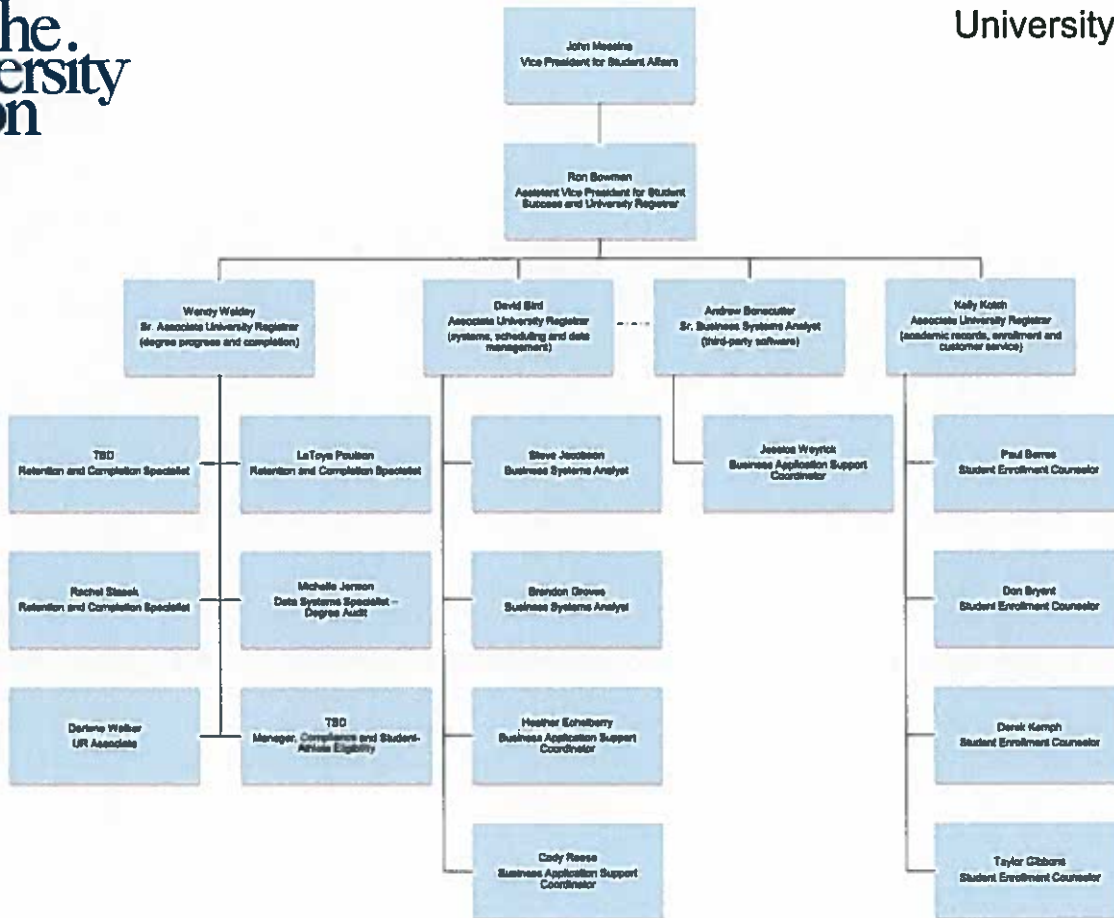 he.
ersity
on
University
John Messina
Vice President for Student Affairs
Ron Bowman
Assistant Vice President for Student
Success and University Registrar
Wendy
Sr. Associate University Registrar
(degree progress and completion)
David Bird
Associate University Registrar
(systems, scheduling and data
management)
Andrew Bonecutter
Sr. Business Systems Analyst
(third-party software)
Kelly Kotch
Associate University Registrar
(academic records, enrollment and
customer service)
TBD
Retention and Completion Specialist
LaToya
Retention and Completion Specialist
Steve Jacobson
Business Systems Analyst
Jessica Weyrick
Business Application Support
Coordinator
Paul
Student Enrollment Counselor
Rachel
Retention and Completion Specialist
Michelle
Data Systems Specialist –
Degree Audit
Brendon Groves
Business Systems Analyst
Don Bryant
Student Enrollment Counselor
Darlene Walker
UR Associate
TBD
Manager, Compliance and Student-
Athlete Eligibility
Heather Echelberry
Business Application Support
Coordinator
Derek Kemph
Student Enrollment Counselor
Cody Reese
Business Application Support
Coordinator
Taylor Gibbons
Student Enrollment Counselor